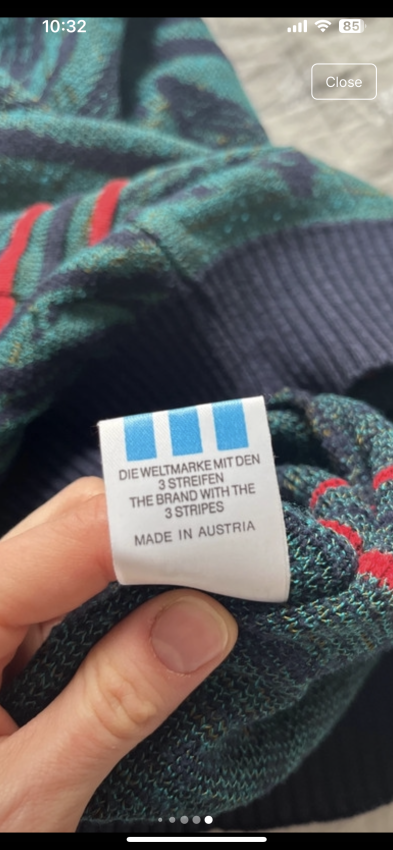 10:32
85
Close
DIE WELTMARKE MIT DEN
3 STREIFEN
THE BRAND WITH THE
3 STRIPES
MADE IN AUSTRIA